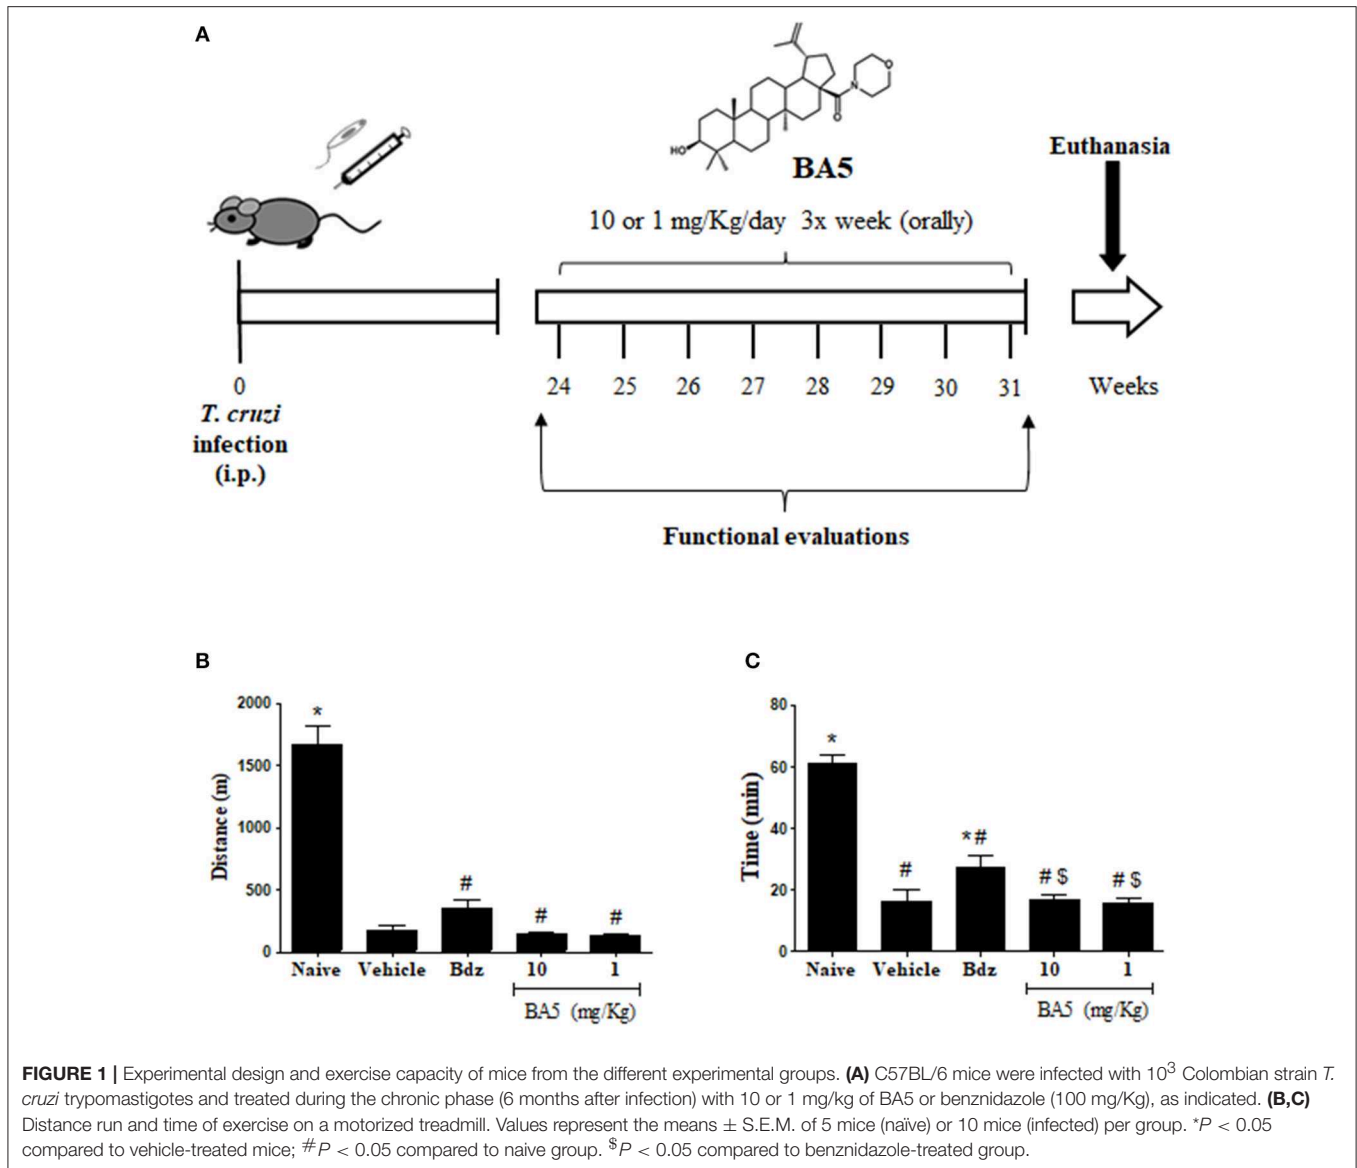 A
HO
N
O
O
BA5
10 or 1 mg/Kg/day 3x week (orally)
Euthanasia
0
24 25 26 27 28 29 30 31 Weeks
T. cruzi
infection
(i.p.)
Functional evaluations
B
2000
1500
1000
500
0
Distance (m)
*
#
#
#
Naive Vehicle Bdz 10 1
BA5 (mg/Kg)
C
80
60
40
20
0
Time (min)
*
#
*#
# $
# $
Naive Vehicle Bdz 10 1
BA5 (mg/Kg)
FIGURE 1 | Experimental design and exercise capacity of mice from the different experimental groups. (A) C57BL/6 mice were infected with 10³ Colombian strain T.
cruzi trypomastigotes and treated during the chronic phase (6 months after infection) with 10 or 1 mg/kg of BA5 or benznidazole (100 mg/Kg), as indicated. (B,C)
Distance run and time of exercise on a motorized treadmill. Values represent the means ± S.E.M. of 5 mice (naïve) or 10 mice (infected) per group. *P < 0.05
compared to vehicle-treated mice; #P < 0.05 compared to naive group. $P < 0.05 compared to benznidazole-treated group.